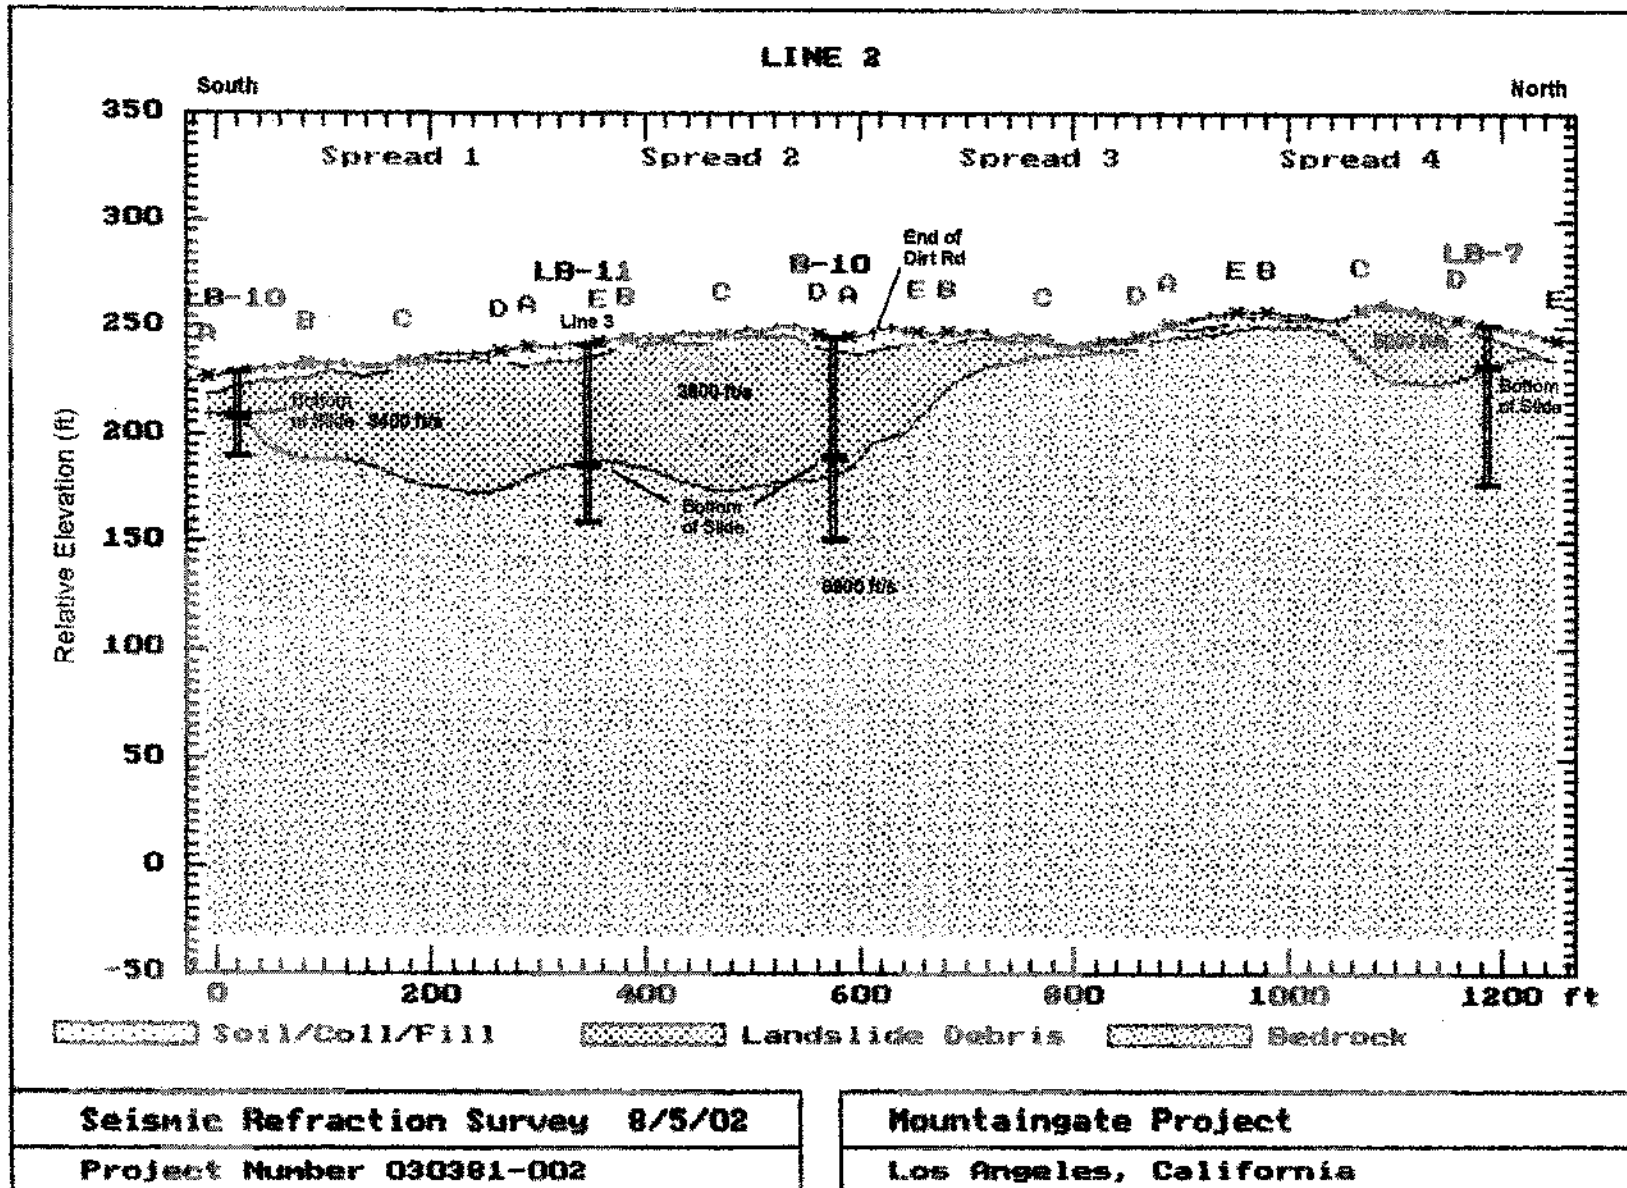 LINE 2
South
North
350
300
250
200
150
100
50
0
-50
Relative Elevation (ft)
Spread 1
Spread 2
Spread 3
Spread 4
LB-10
LB-11
B-10
LB-7
A
B
C
D
A
E
B
C
D
A
E
B
C
D
A
E
B
C
D
E
Line 3
End of
Dirt Rd
Bottom
of Slide
3400 ft/s
Bottom
of Slide
Bottom
of Slide
0
200
400
600
800
1000
1200 ft
Soil/Coll/Fill
Landslide Debris
Bedrock
Seismic Refraction Survey 8/5/02
Project Number 030381-002
Mountaingate Project
Los Angeles, California